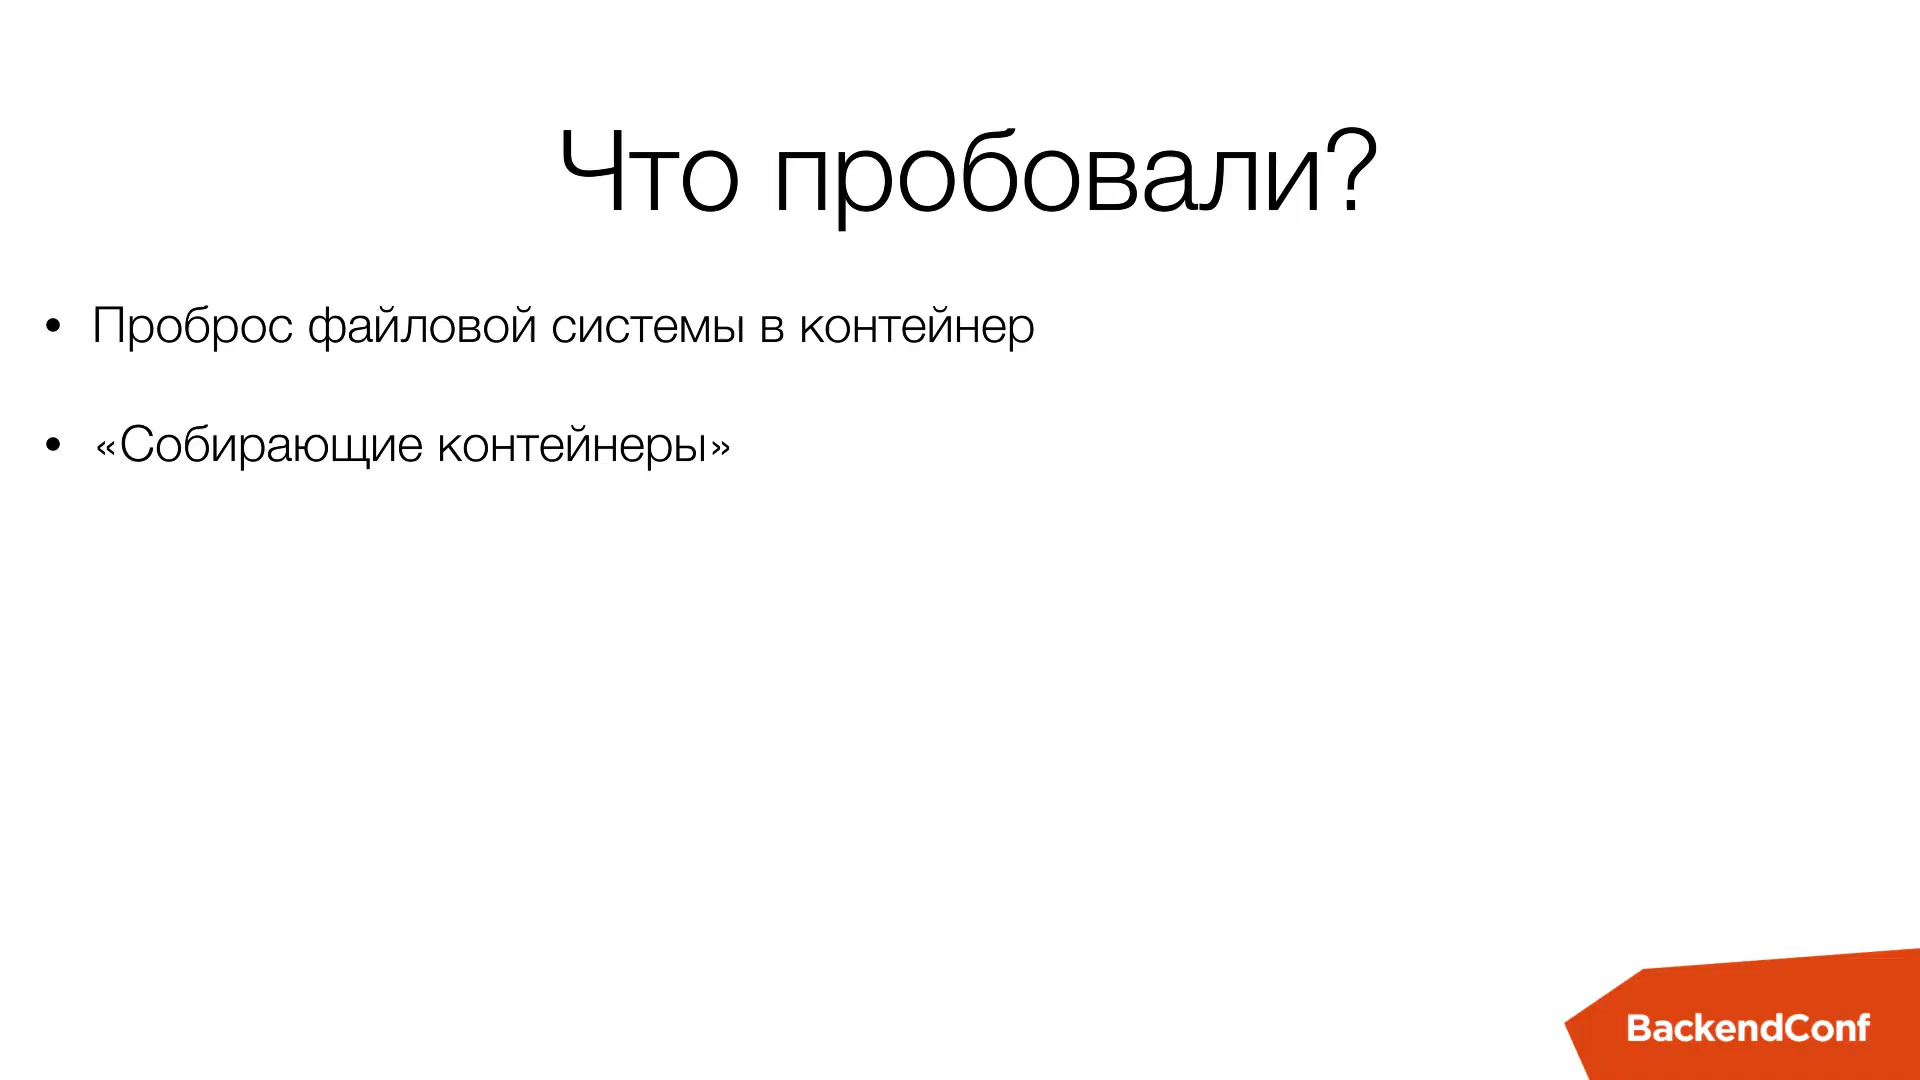 Что пробовали?
• Проброс файловой системы в контейнер
• «Собирающие контейнеры»
BackendConf